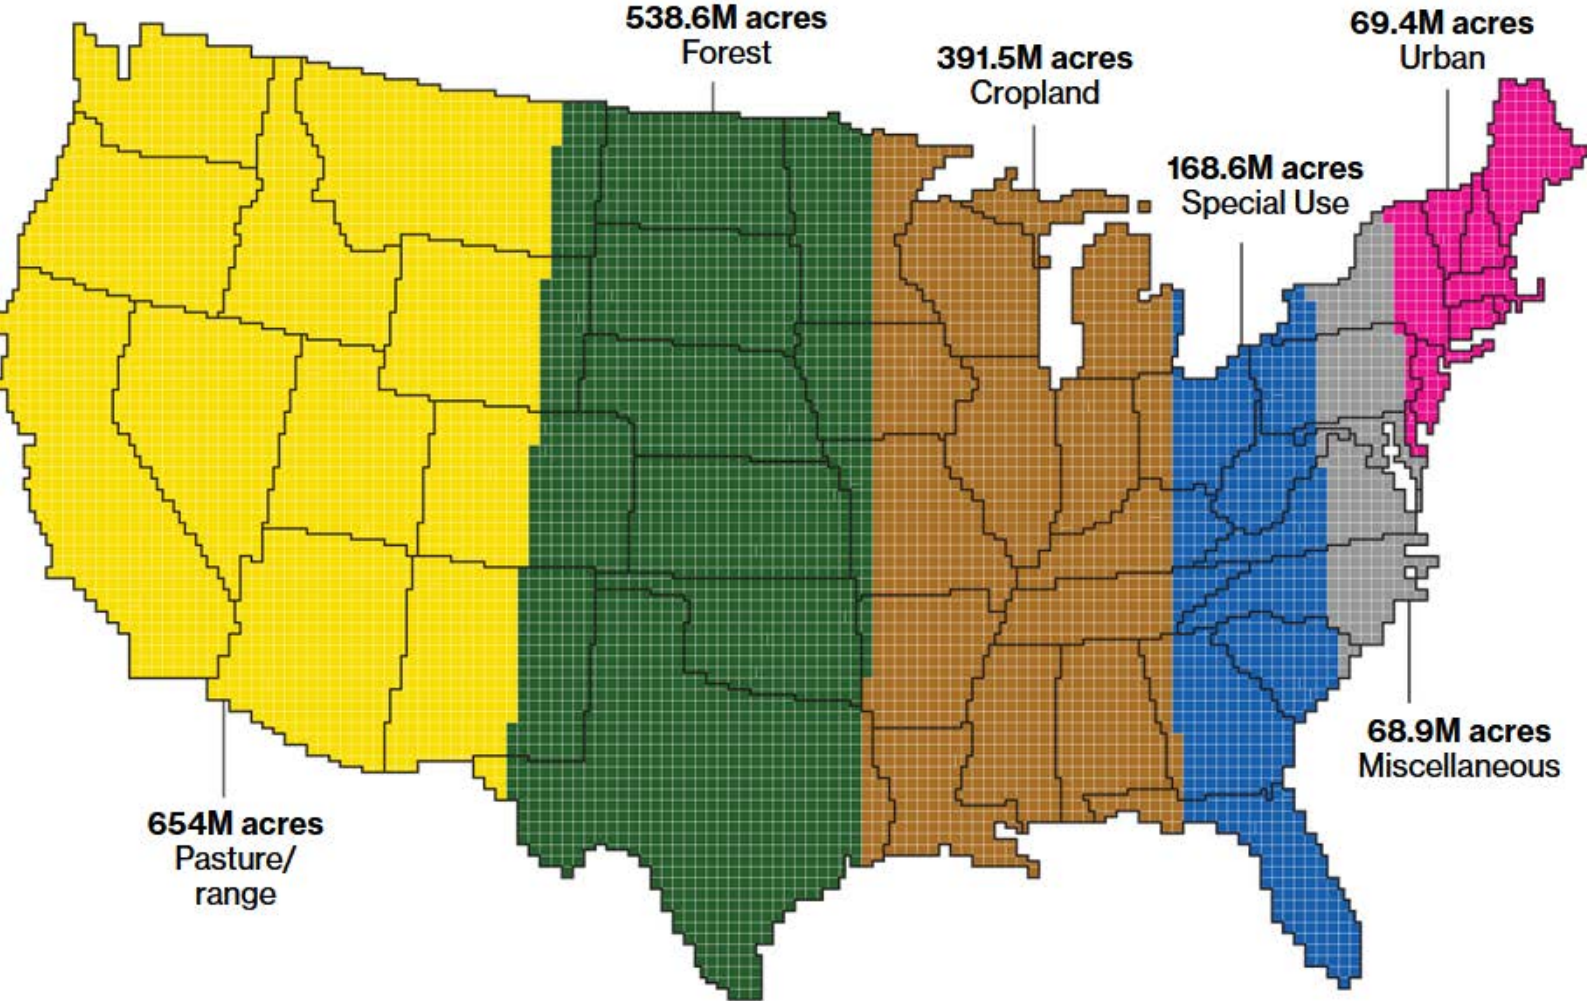 538.6M acres
Forest
391.5M acres
Cropland
69.4M acres
Urban
168.6M acres
Special Use
68.9M acres
Miscellaneous
654M acres
Pasture/
range